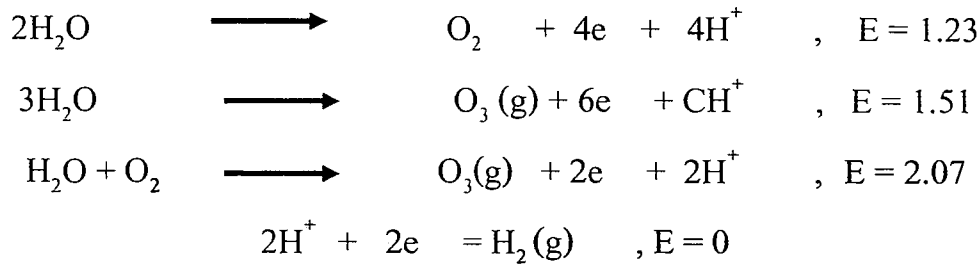 2H₂O ⟶ O₂ + 4e + 4H⁺ , E = 1.23
3H₂O ⟶ O₃ (g) + 6e + CH⁺ , E = 1.51
H₂O + O₂ ⟶ O₃(g) + 2e + 2H⁺ , E = 2.07
2H⁺ + 2e = H₂ (g) , E = 0